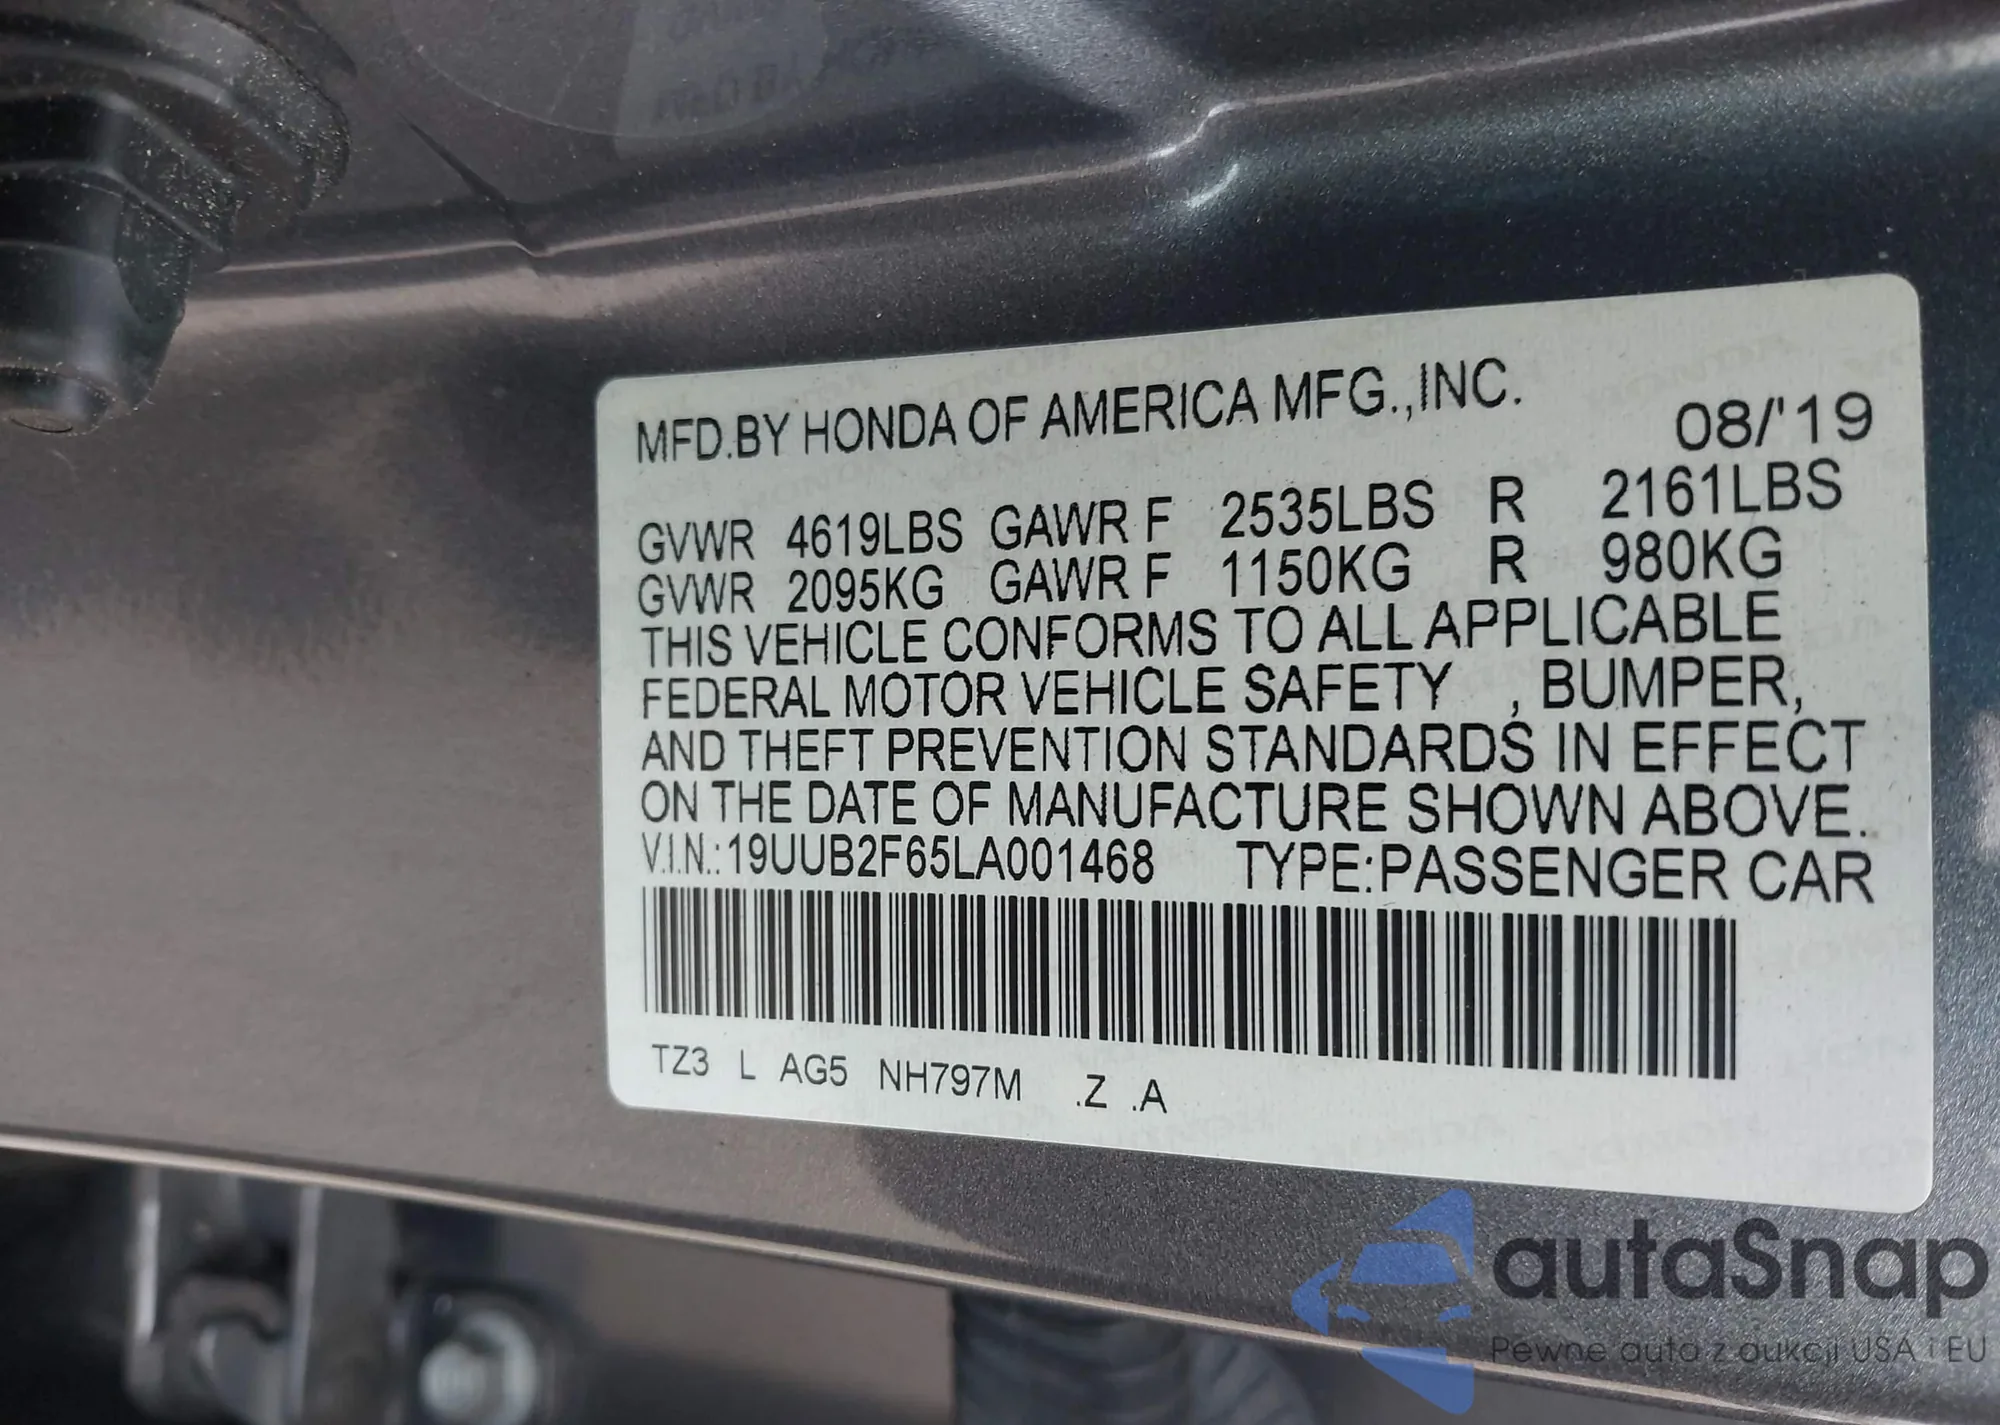 MFD.BY HONDA OF AMERICA MFG.,INC.
08/'19
GVWR 4619LBS GAWR F 2535LBS R 2161LBS
GVWR 2095KG GAWR F 1150KG R 980KG
THIS VEHICLE CONFORMS TO ALL APPLICABLE
FEDERAL MOTOR VEHICLE SAFETY , BUMPER,
AND THEFT PREVENTION STANDARDS IN EFFECT
ON THE DATE OF MANUFACTURE SHOWN ABOVE.
V.I.N.:19UUB2F65LA001468 TYPE:PASSENGER CAR
TZ3 L AG5 NH797M .Z .A
autaSnap
Pewne auta z aukcji USA i EU